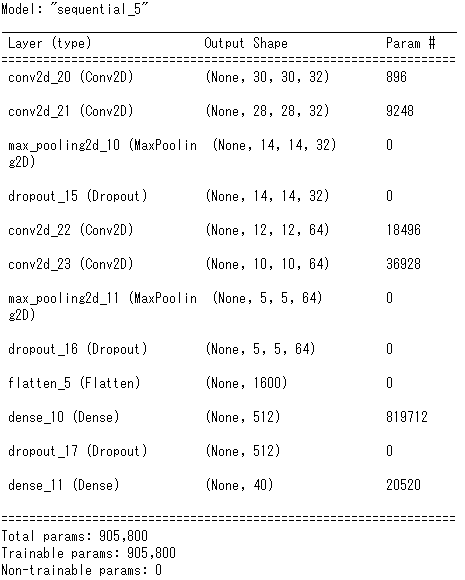 Model: "sequential_5"
Layer (type) Output Shape Param #
conv2d_20 (Conv2D) (None, 30, 30, 32) 896
conv2d_21 (Conv2D) (None, 28, 28, 32) 9248
max_pooling2d_10 (MaxPoolin (None, 14, 14, 32) 0
g2D)
dropout_15 (Dropout) (None, 14, 14, 32) 0
conv2d_22 (Conv2D) (None, 12, 12, 64) 18496
conv2d_23 (Conv2D) (None, 10, 10, 64) 36928
max_pooling2d_11 (MaxPoolin (None, 5, 5, 64) 0
g2D)
dropout_16 (Dropout) (None, 5, 5, 64) 0
flatten_5 (Flatten) (None, 1600) 0
dense_10 (Dense) (None, 512) 819712
dropout_17 (Dropout) (None, 512) 0
dense_11 (Dense) (None, 40) 20520
Total params: 905,800
Trainable params: 905,800
Non-trainable params: 0